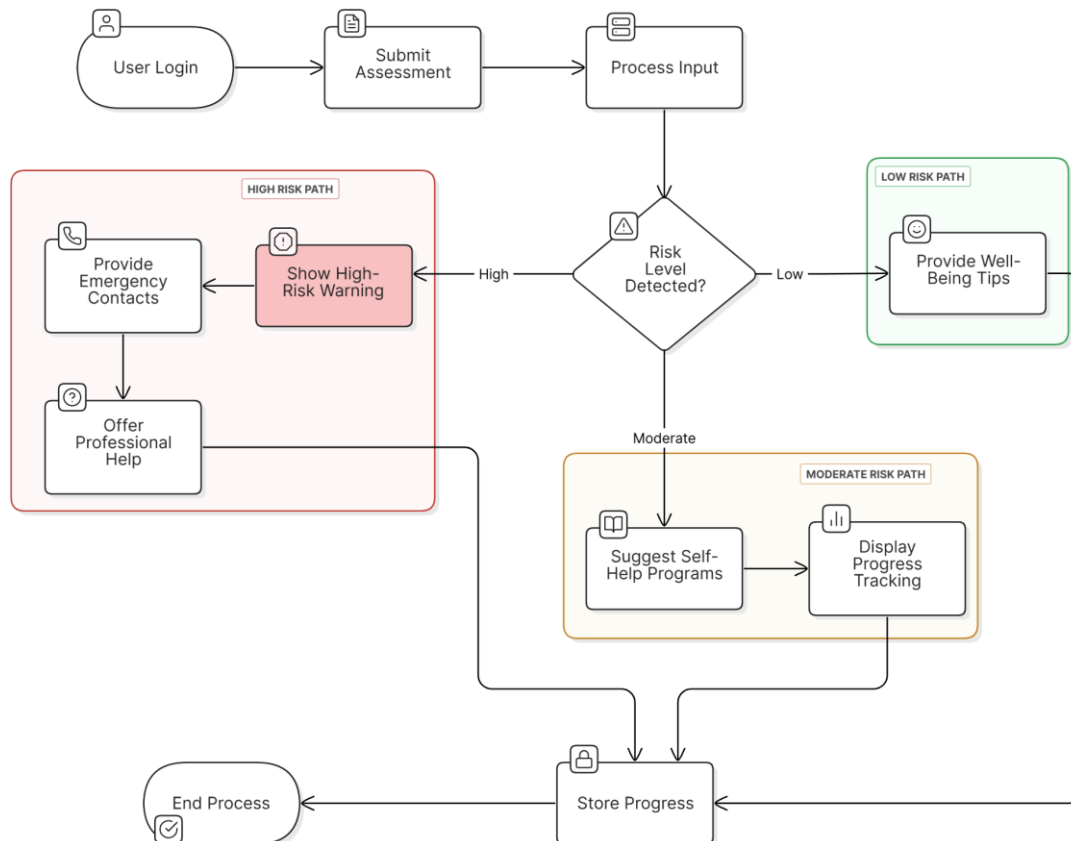 User Login
Submit
Assessment
Process Input
HIGH RISK PATH
LOW RISK PATH
Provide
Emergency
Contacts
Show High-
Risk Warning
High
Risk
Level
Detected?
Low
Provide Well-
Being Tips
Offer
Professional
Help
Moderate
MODERATE RISK PATH
Suggest Self-
Help Programs
Display
Progress
Tracking
End Process
Store Progress